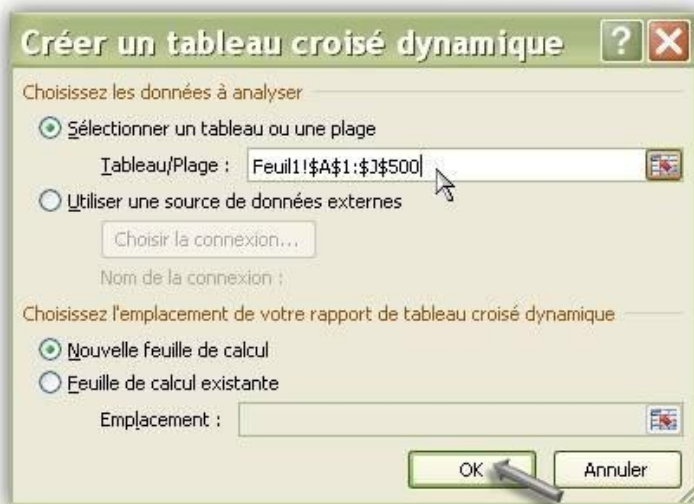 Créer un tableau croisé dynamique
Choisissez les données à analyser
Sélectionner un tableau ou une plage
Tableau/Plage : Feuil1!$A$1:$J$500
Utiliser une source de données externes
Choisir la connexion...
Nom de la connexion :
Choisissez l'emplacement de votre rapport de tableau croisé dynamique
Nouvelle feuille de calcul
Feuille de calcul existante
Emplacement :
OK Annuler